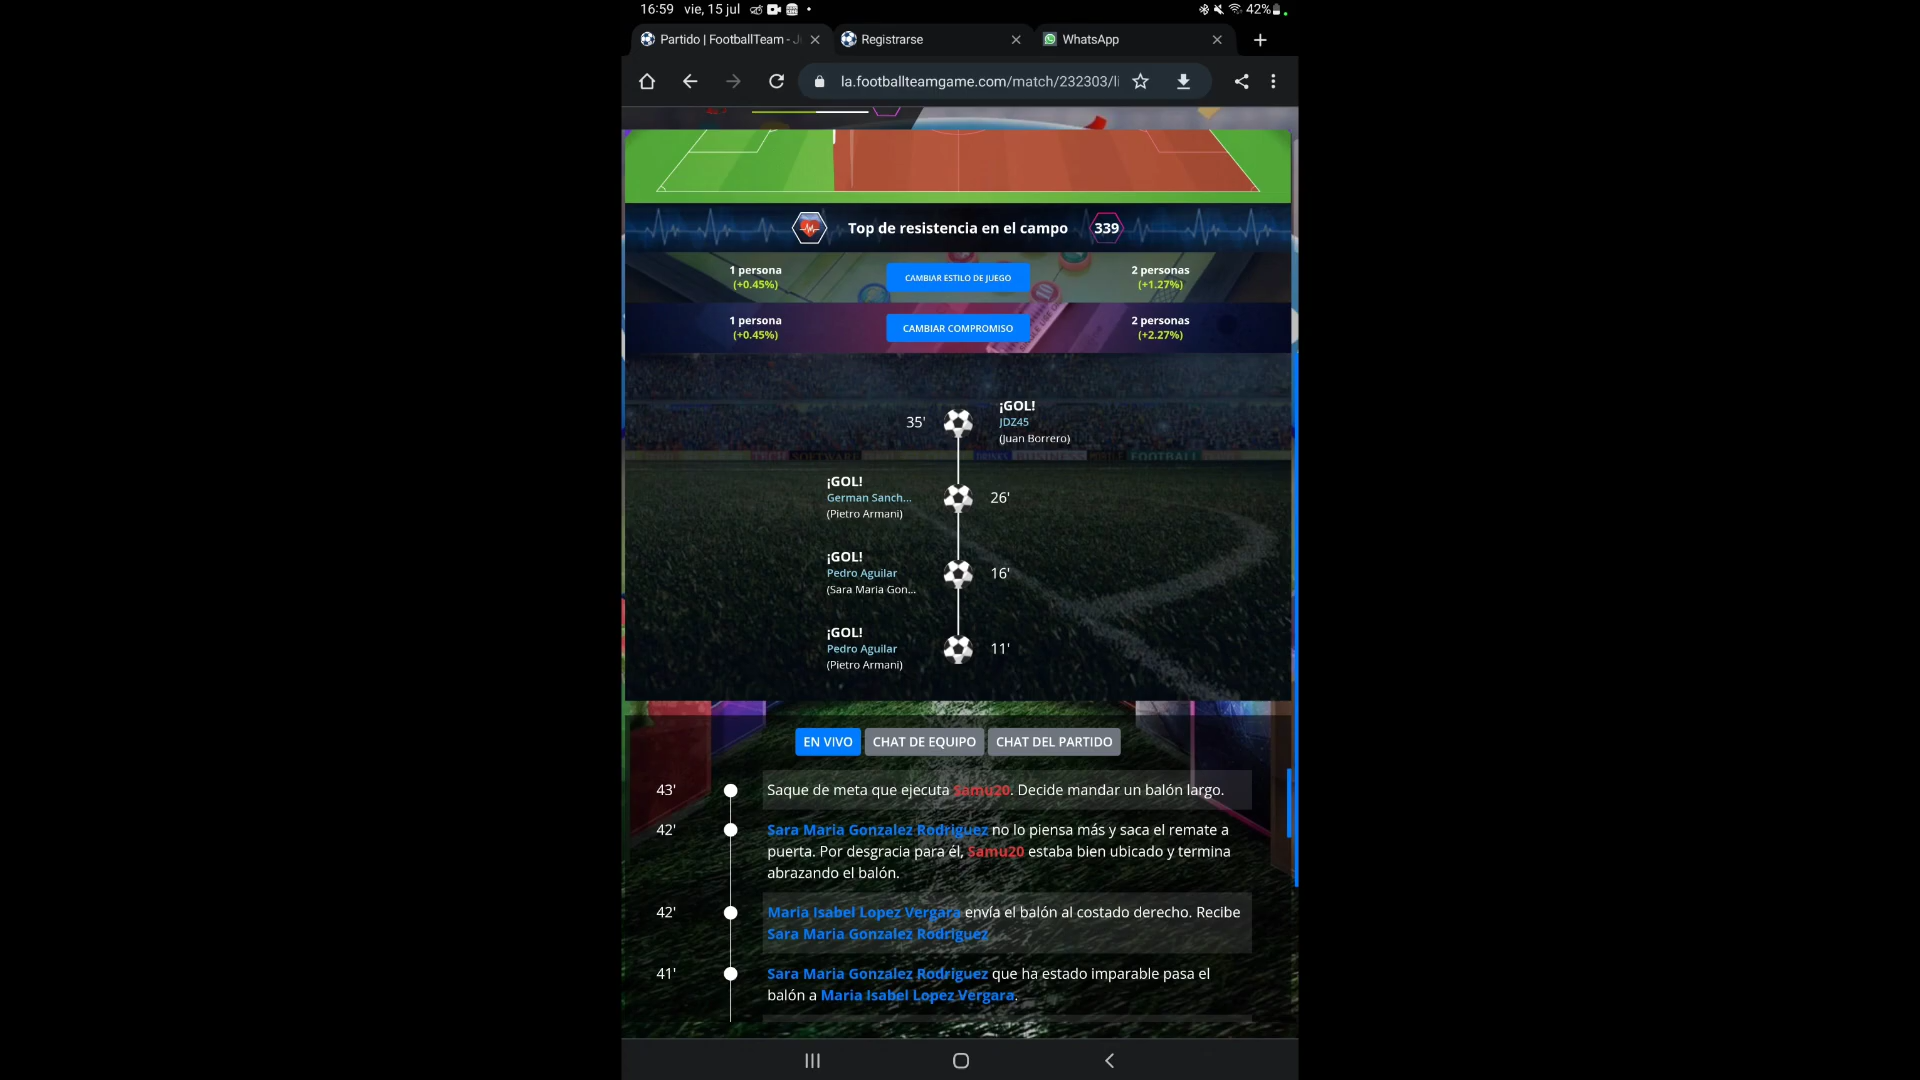 16:59 vie, 15 jul
42%
Partido | FootballTeam - J
Registrarse
WhatsApp
la.footballteamgame.com/match/232303/li
Top de resistencia en el campo 339
1 persona
(+0.45%)
CAMBIAR ESTILO DE JUEGO
2 personas
(+1.27%)
1 persona
(+0.45%)
CAMBIAR COMPROMISO
2 personas
(+2.27%)
TECH SOFTWARE
DRINKS BUSINESS MOBILE FOOTBALL
35'
¡GOL!
JDZ45
(Juan Borrero)
¡GOL!
German Sanch...
(Pietro Armani)
26'
¡GOL!
Pedro Aguilar
(Sara Maria Gon...
16'
¡GOL!
Pedro Aguilar
(Pietro Armani)
11'
EN VIVO CHAT DE EQUIPO CHAT DEL PARTIDO
43' Saque de meta que ejecuta Samu20. Decide mandar un balón largo.
42' Sara Maria Gonzalez Rodriguez no lo piensa más y saca el remate a
puerta. Por desgracia para él, Samu20 estaba bien ubicado y termina
abrazando el balón.
42' Maria Isabel Lopez Vergara envía el balón al costado derecho. Recibe
Sara Maria Gonzalez Rodriguez
41' Sara Maria Gonzalez Rodriguez que ha estado imparable pasa el
balón a Maria Isabel Lopez Vergara.